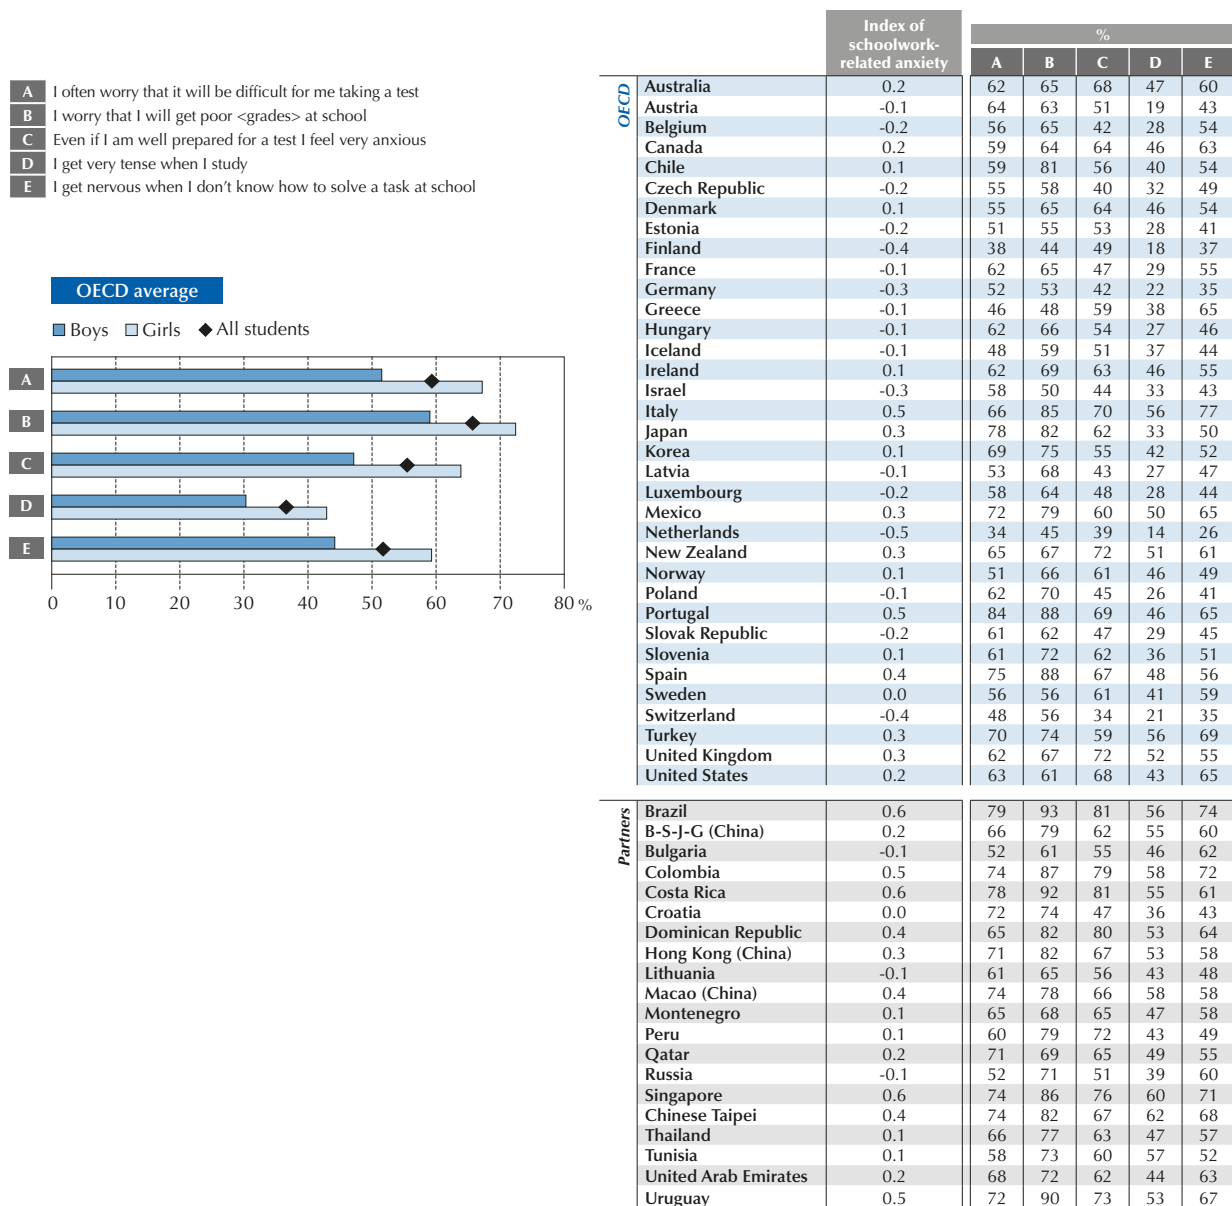 A I often worry that it will be difficult for me taking a test
B I worry that I will get poor <grades> at school
C Even if I am well prepared for a test I feel very anxious
D I get very tense when I study
E I get nervous when I don't know how to solve a task at school
OECD average
Boys Girls All students
A
B
C
D
E
0 10 20 30 40 50 60 70 80 %
Index of schoolwork-related anxiety %
A B C D E
OECD
Australia 0.2 62 65 68 47 60
Austria -0.1 64 63 51 19 43
Belgium -0.2 56 65 42 28 54
Canada 0.2 59 64 64 46 63
Chile 0.1 59 81 56 40 54
Czech Republic -0.2 55 58 40 32 49
Denmark 0.1 55 65 64 46 54
Estonia -0.2 51 55 53 28 41
Finland -0.4 38 44 49 18 37
France -0.1 62 65 47 29 55
Germany -0.3 52 53 42 22 35
Greece -0.1 46 48 59 38 65
Hungary -0.1 62 66 54 27 46
Iceland -0.1 48 59 51 37 44
Ireland 0.1 62 69 63 46 55
Israel -0.3 58 50 44 33 43
Italy 0.5 66 85 70 56 77
Japan 0.3 78 82 62 33 50
Korea 0.1 69 75 55 42 52
Latvia -0.1 53 68 43 27 47
Luxembourg -0.2 58 64 48 28 44
Mexico 0.3 72 79 60 50 65
Netherlands -0.5 34 45 39 14 26
New Zealand 0.3 65 67 72 51 61
Norway 0.1 51 66 61 46 49
Poland -0.1 62 70 45 26 41
Portugal 0.5 84 88 69 46 65
Slovak Republic -0.2 61 62 47 29 45
Slovenia 0.1 61 72 62 36 51
Spain 0.4 75 88 67 48 56
Sweden 0.0 56 56 61 41 59
Switzerland -0.4 48 56 34 21 35
Turkey 0.3 70 74 59 56 69
United Kingdom 0.3 62 67 72 52 55
United States 0.2 63 61 68 43 65
Partners
Brazil 0.6 79 93 81 56 74
B-S-J-G (China) 0.2 66 79 62 55 60
Bulgaria -0.1 52 61 55 46 62
Colombia 0.5 74 87 79 58 72
Costa Rica 0.6 78 92 81 55 61
Croatia 0.0 72 74 47 36 43
Dominican Republic 0.4 65 82 80 53 64
Hong Kong (China) 0.3 71 82 67 53 58
Lithuania -0.1 61 65 56 43 48
Macao (China) 0.4 74 78 66 58 58
Montenegro 0.1 65 68 65 47 58
Peru 0.1 60 79 72 43 49
Qatar 0.2 71 69 65 49 55
Russia -0.1 52 71 51 39 60
Singapore 0.6 74 86 76 60 71
Chinese Taipei 0.4 74 82 67 62 68
Thailand 0.1 66 77 63 47 57
Tunisia 0.1 58 73 60 57 52
United Arab Emirates 0.2 68 72 62 44 63
Uruguay 0.5 72 90 73 53 67